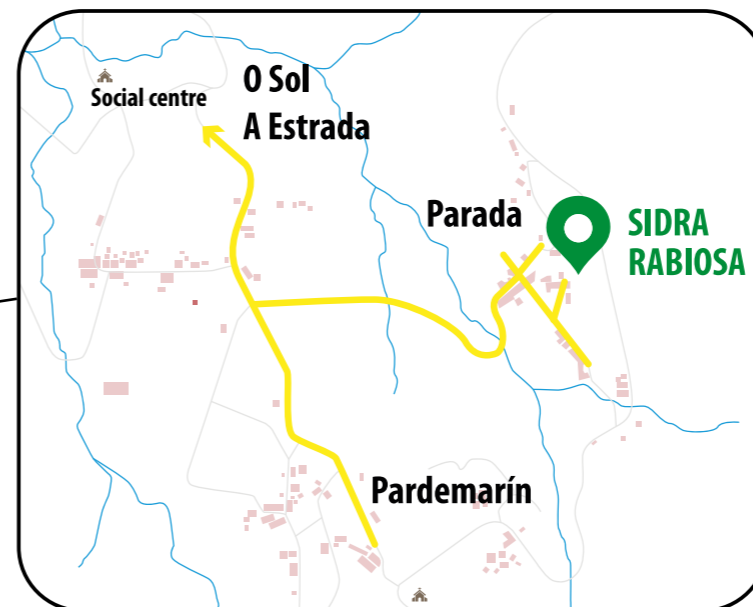 O Sol
A Estrada
Social centre
Parada
SIDRA
RABIOSA
Pardemarín